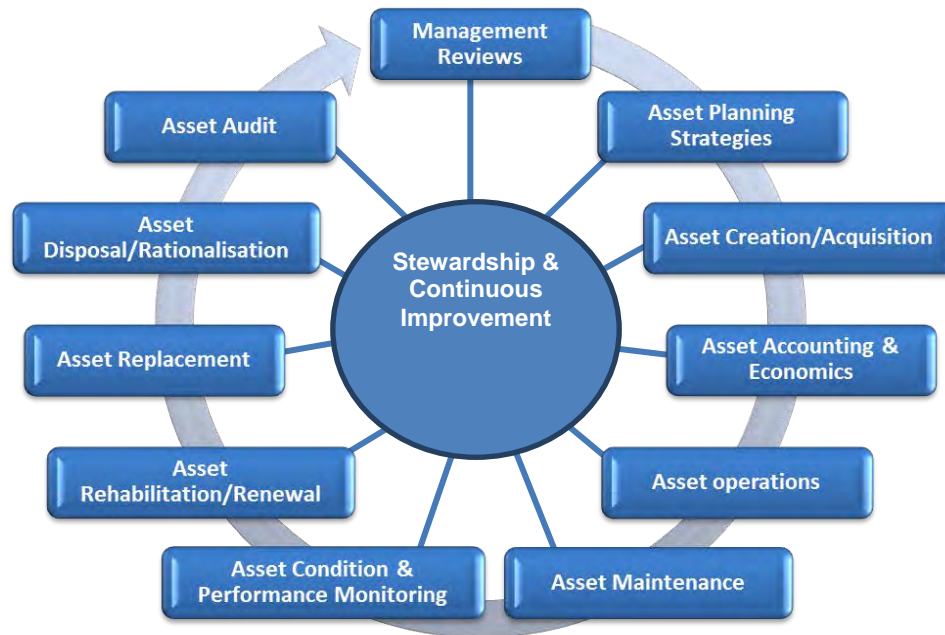 Management
Reviews
Asset Planning
Strategies
Asset Creation/Acquisition
Asset Accounting &
Economics
Asset operations
Asset Maintenance
Asset Condition &
Performance Monitoring
Asset
Rehabilitation/Renewal
Asset Replacement
Asset
Disposal/Rationalisation
Asset Audit
Stewardship &
Continuous
Improvement